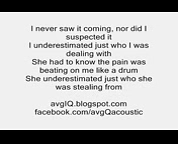 I never saw it coming, nor did I
suspected it
I underestimated just who I was
dealing with
She had to know the pain was
beating on me like a drum
She underestimated just who she
was stealing from
avgIQ.blogspot.com
facebook.com/avgQacoustic